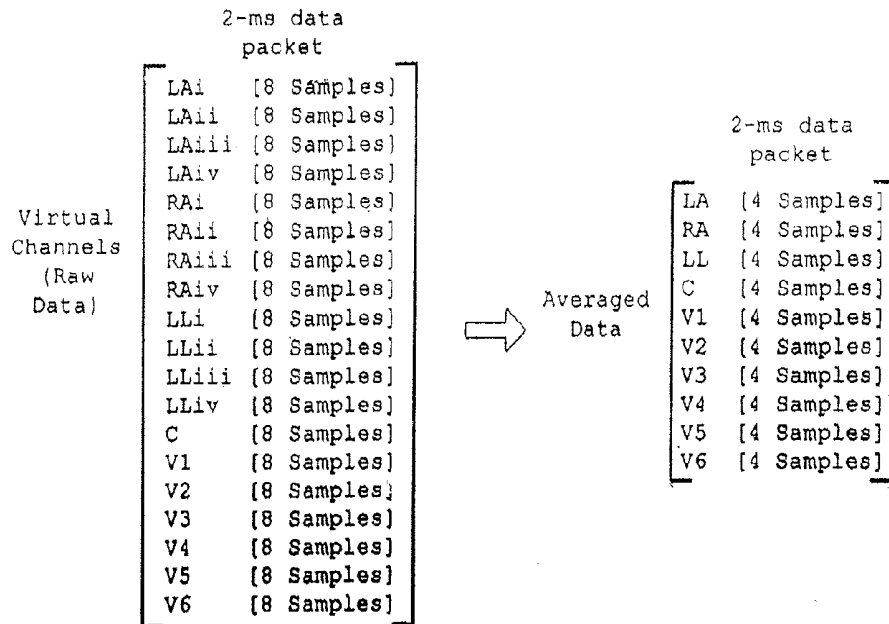 2-ms data
packet
LAi [8 Samples]
LAii [8 Samples]
LAiii [8 Samples]
LAiv [8 Samples]
RAi [8 Samples]
RAii [8 Samples]
RAiii [8 Samples]
RAiv [8 Samples]
LLi [8 Samples]
LLii [8 Samples]
LLiii [8 Samples]
LLiv [8 Samples]
C [8 Samples]
V1 [8 Samples]
V2 [8 Samples]
V3 [8 Samples]
V4 [8 Samples]
V5 [8 Samples]
V6 [8 Samples]
Virtual
Channels
(Raw
Data)
Averaged
Data
2-ms data
packet
LA [4 Samples]
RA [4 Samples]
LL [4 Samples]
C [4 Samples]
V1 [4 Samples]
V2 [4 Samples]
V3 [4 Samples]
V4 [4 Samples]
V5 [4 Samples]
V6 [4 Samples]